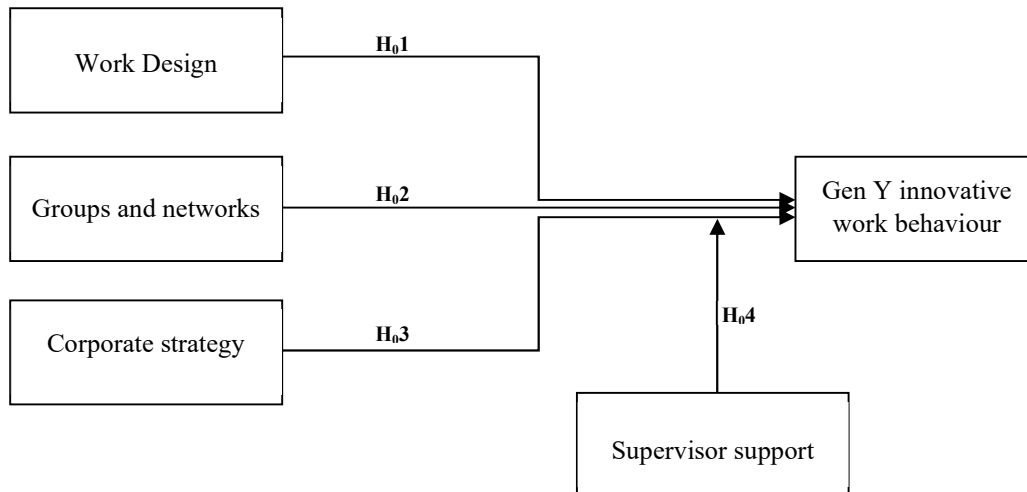 Work Design
H₀1
Groups and networks
H₀2
Gen Y innovative
work behaviour
Corporate strategy
H₀3
H₀4
Supervisor support